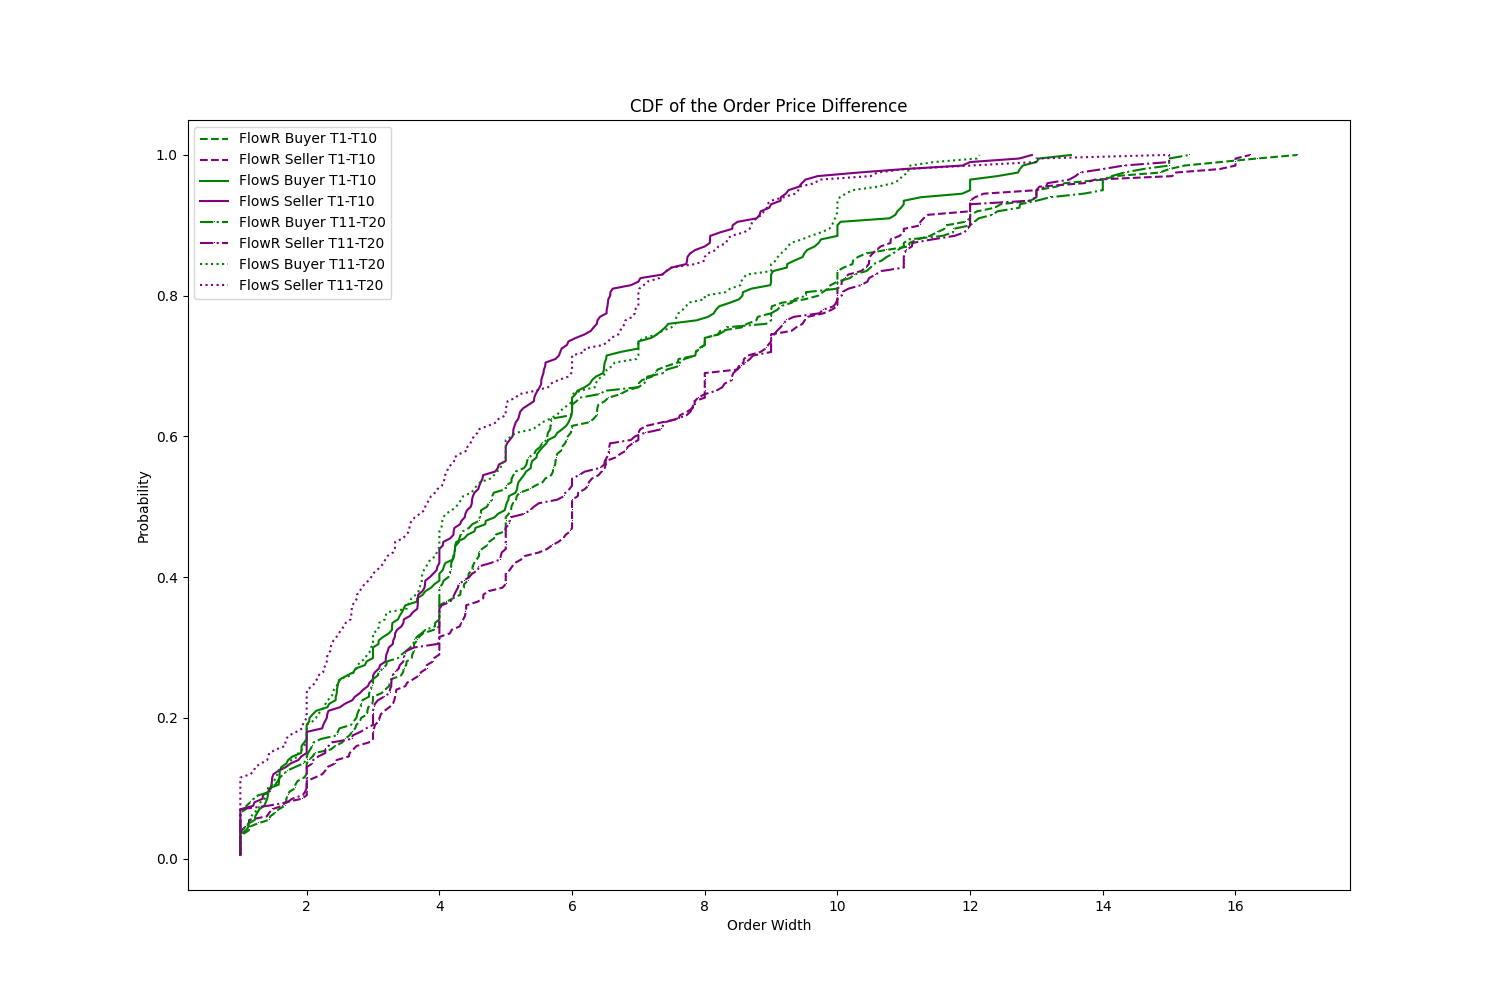 CDF of the Order Price Difference
FlowR Buyer T1-T10
FlowR Seller T1-T10
FlowS Buyer T1-T10
FlowS Seller T1-T10
FlowR Buyer T11-T20
FlowR Seller T11-T20
FlowS Buyer T11-T20
FlowS Seller T11-T20
1.0
0.8
0.6
0.4
0.2
0.0
Probability
2 4 6 8 10 12 14 16
Order Width